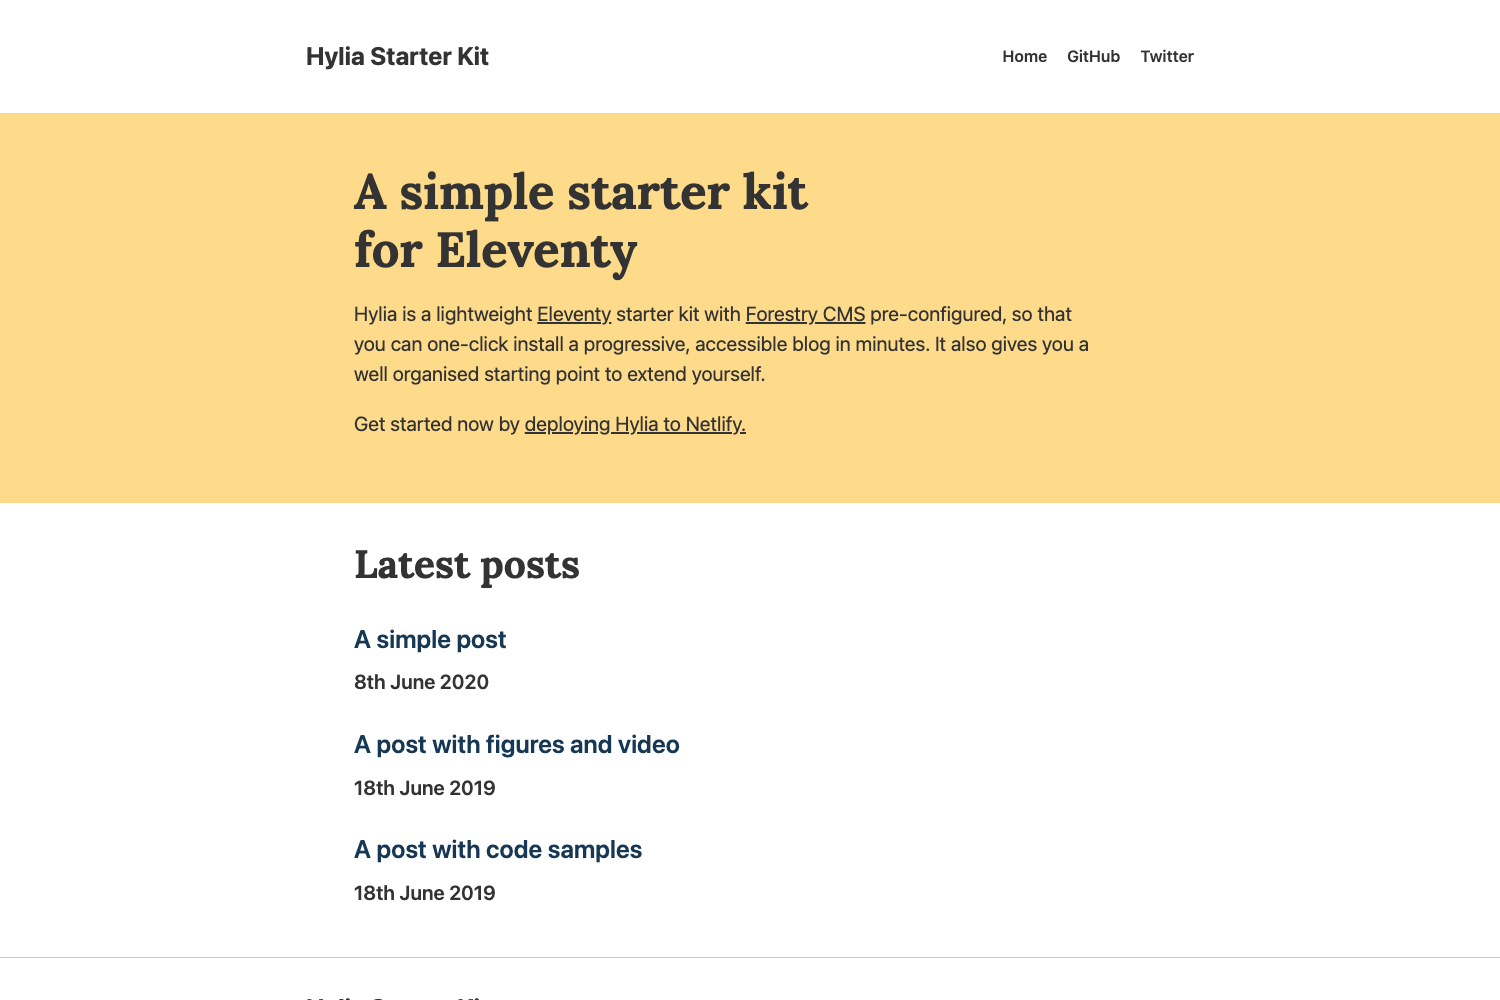 Hylia Starter Kit
Home GitHub Twitter
A simple starter kit
for Eleventy
Hylia is a lightweight Eleventy starter kit with Forestry CMS pre-configured, so that
you can one-click install a progressive, accessible blog in minutes. It also gives you a
well organised starting point to extend yourself.
Get started now by deploying Hylia to Netlify.
Latest posts
A simple post
8th June 2020
A post with figures and video
18th June 2019
A post with code samples
18th June 2019